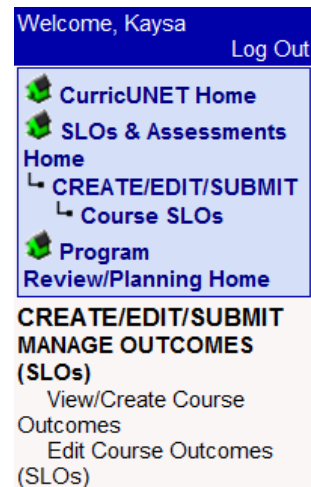 Welcome, Kaysa
Log Out
CurricUNET Home
SLOs & Assessments
Home
CREATE/EDIT/SUBMIT
Course SLOs
Program
Review/Planning Home
CREATE/EDIT/SUBMIT
MANAGE OUTCOMES
(SLOs)
View/Create Course
Outcomes
Edit Course Outcomes
(SLOs)